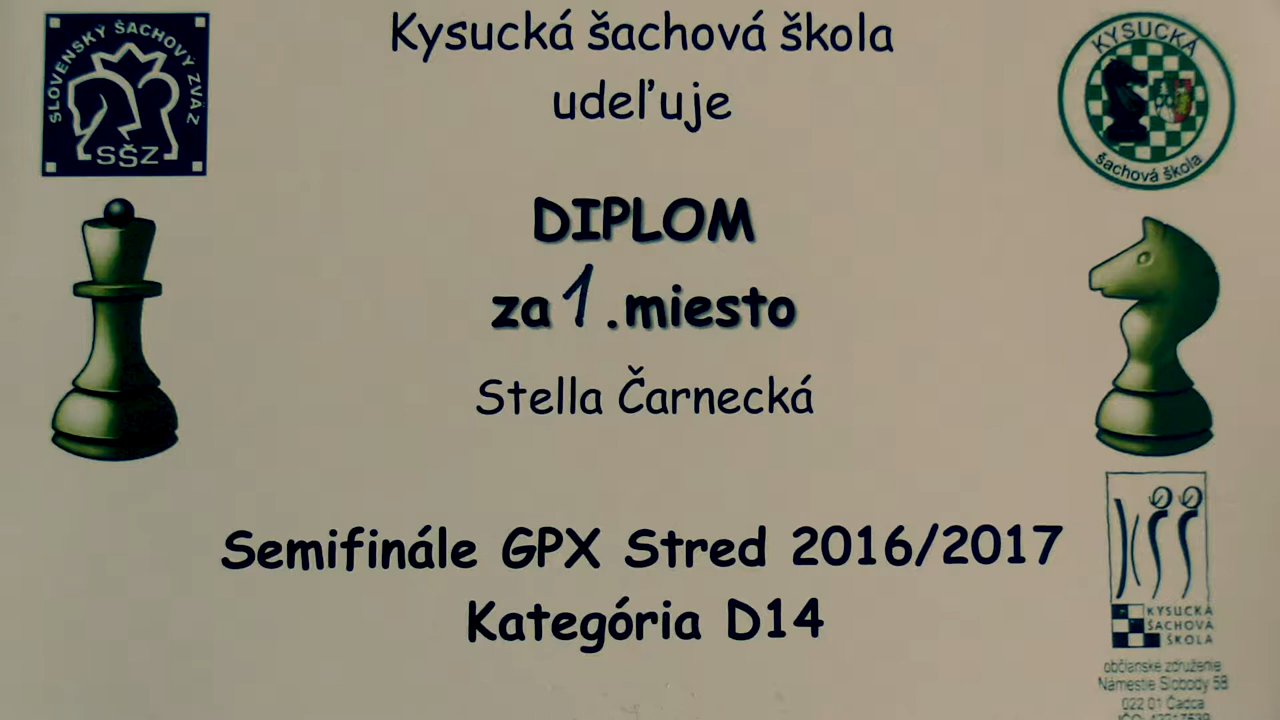 SLOVENSKÝ ŠACHOVÝ ZVÄZ
SŠZ
Kysucká šachová škola
udeľuje
KYSUCKÁ
šachová škola
DIPLOM
za 1. miesto
Stella Čarnecká
Semifinále GPX Stred 2016/2017
Kategória D14
KYSUCKÁ
ŠACHOVÁ
ŠKOLA
občianske združenie
Námestie Slobody 58
022 01 Čadca